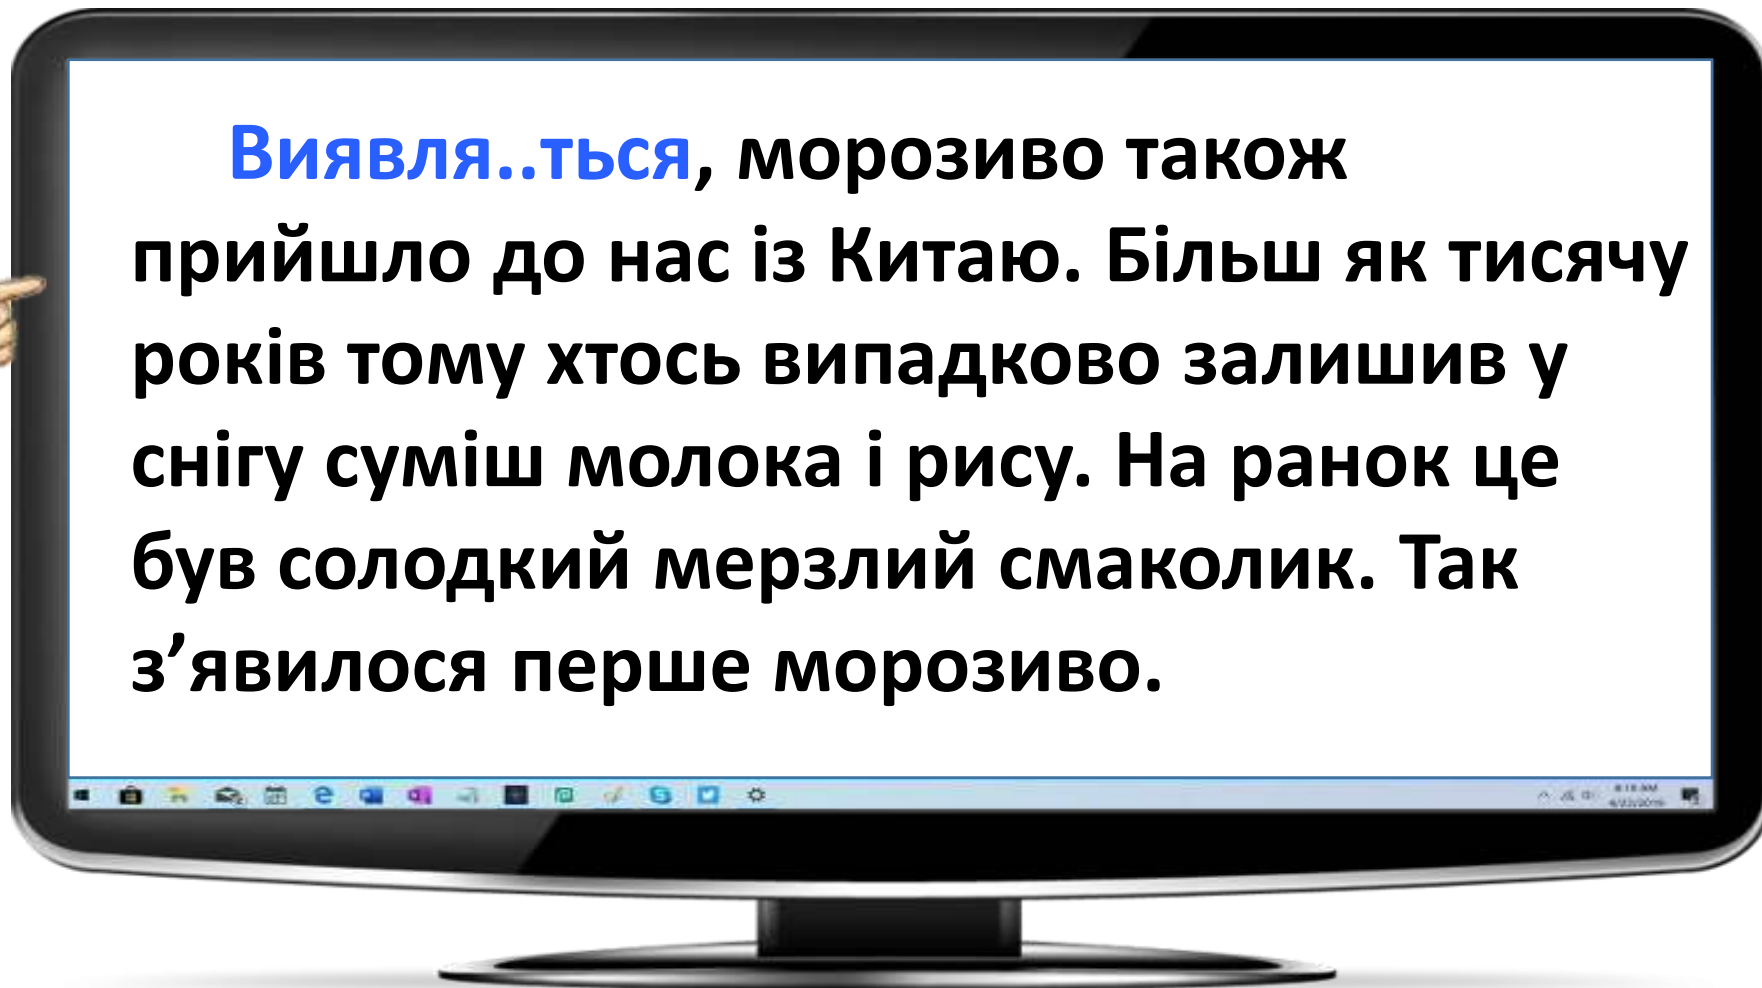 Виявля..ться, морозиво також
прийшло до нас із Китаю. Більш як тисячу
років тому хтось випадково залишив у
снігу суміш молока і рису. На ранок це
був солодкий мерзлий смаколик. Так
з’явилося перше морозиво.